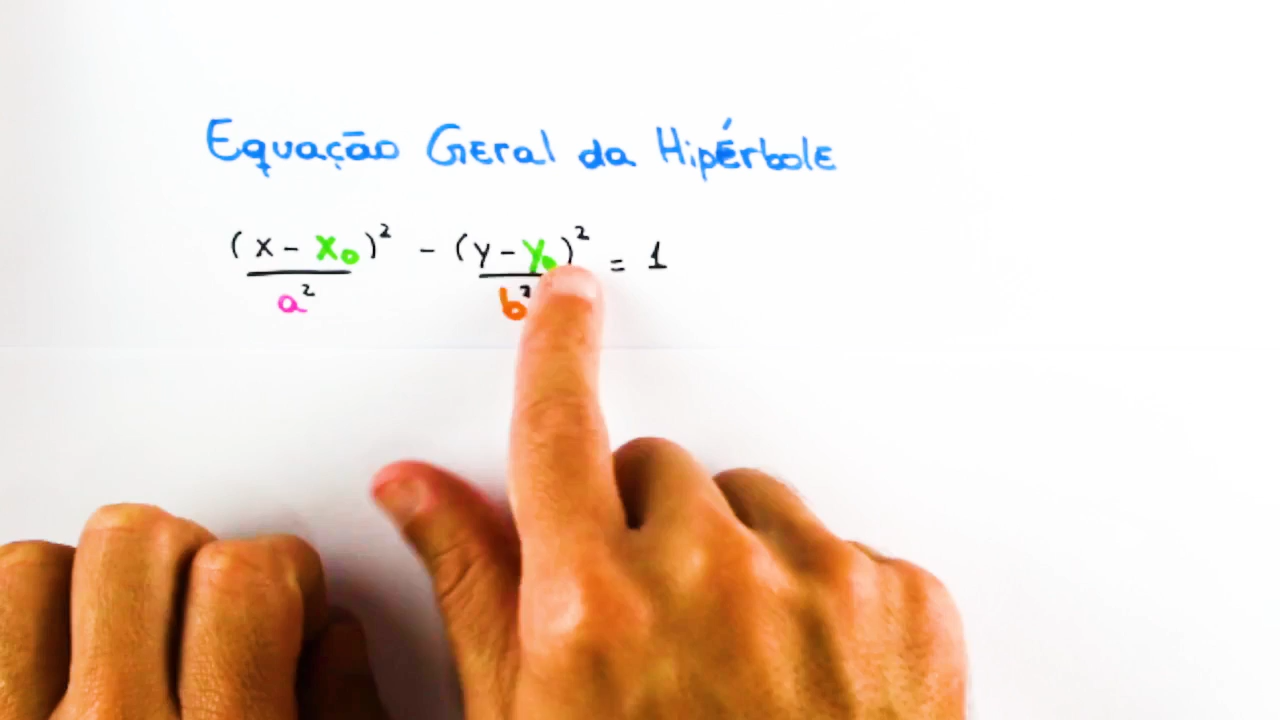 Equação Geral da Hipérbole
(x - x₀)² / a² - (y - y₀)² / b² = 1